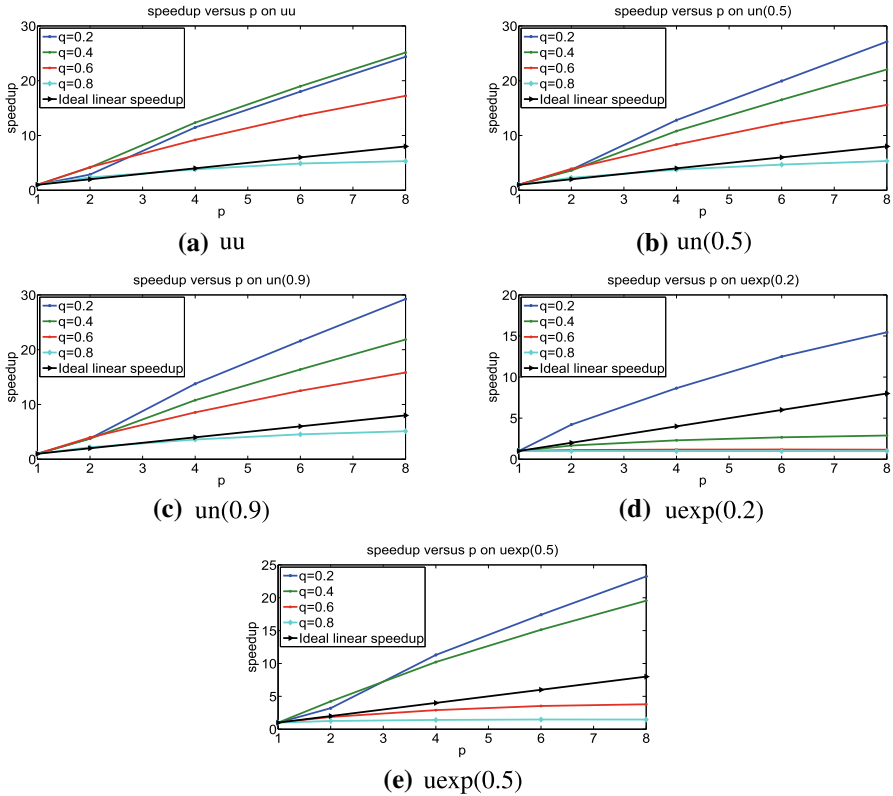 speedup versus p on uu
30
20
10
0
speedup
q=0.2
q=0.4
q=0.6
q=0.8
Ideal linear speedup
1 2 3 4 5 6 7 8
p
(a) uu
speedup versus p on un(0.5)
30
20
10
0
speedup
q=0.2
q=0.4
q=0.6
q=0.8
Ideal linear speedup
1 2 3 4 5 6 7 8
p
(b) un(0.5)
speedup versus p on un(0.9)
30
20
10
0
speedup
q=0.2
q=0.4
q=0.6
q=0.8
Ideal linear speedup
1 2 3 4 5 6 7 8
p
(c) un(0.9)
speedup versus p on uexp(0.2)
20
15
10
5
0
speedup
q=0.2
q=0.4
q=0.6
q=0.8
Ideal linear speedup
1 2 3 4 5 6 7 8
p
(d) uexp(0.2)
speedup versus p on uexp(0.5)
25
20
15
10
5
0
speedup
q=0.2
q=0.4
q=0.6
q=0.8
Ideal linear speedup
1 2 3 4 5 6 7 8
p
(e) uexp(0.5)